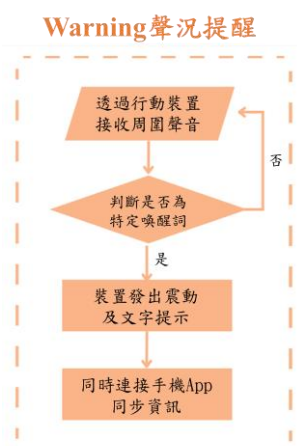 Warning聲況提醒
透過行動裝置
接收周圍聲音
否
判斷是否為
特定喚醒詞
是
裝置發出震動
及文字提示
同時連接手機App
同步資訊